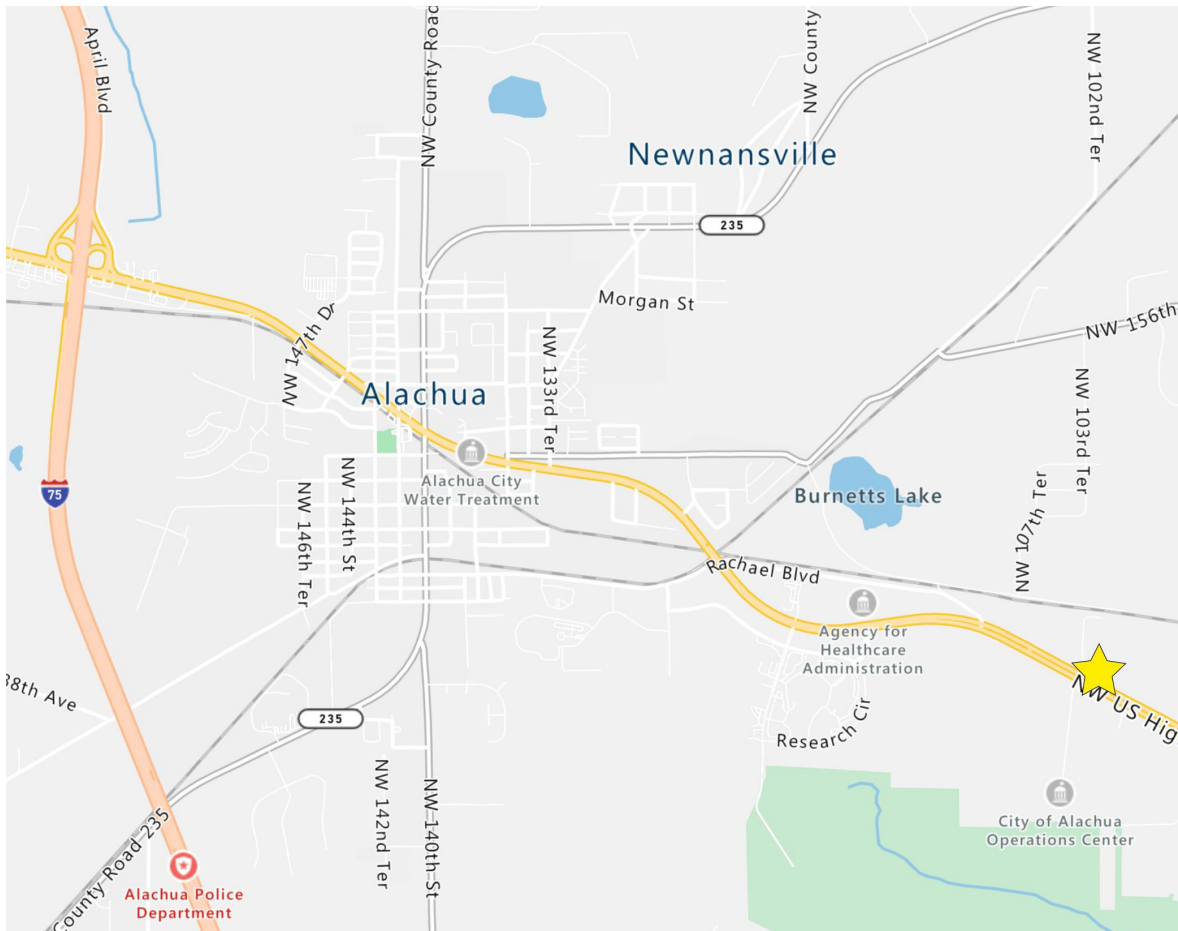 April Blvd
NW County Road
NW County
NW 102nd Ter
Newnansville
235
Morgan St
NW 156th
NW 147th Dr
NW 133rd Ter
Alachua
NW 103rd Ter
Alachua City
Water Treatment
75
NW 144th St
NW 146th Ter
Burnetts Lake
NW 107th Ter
Rachael Blvd
Agency for
Healthcare
Administration
38th Ave
NW US Hig
235
Research Cir
NW 142nd Ter
NW 140th St
City of Alachua
Operations Center
County Road 235
Alachua Police
Department